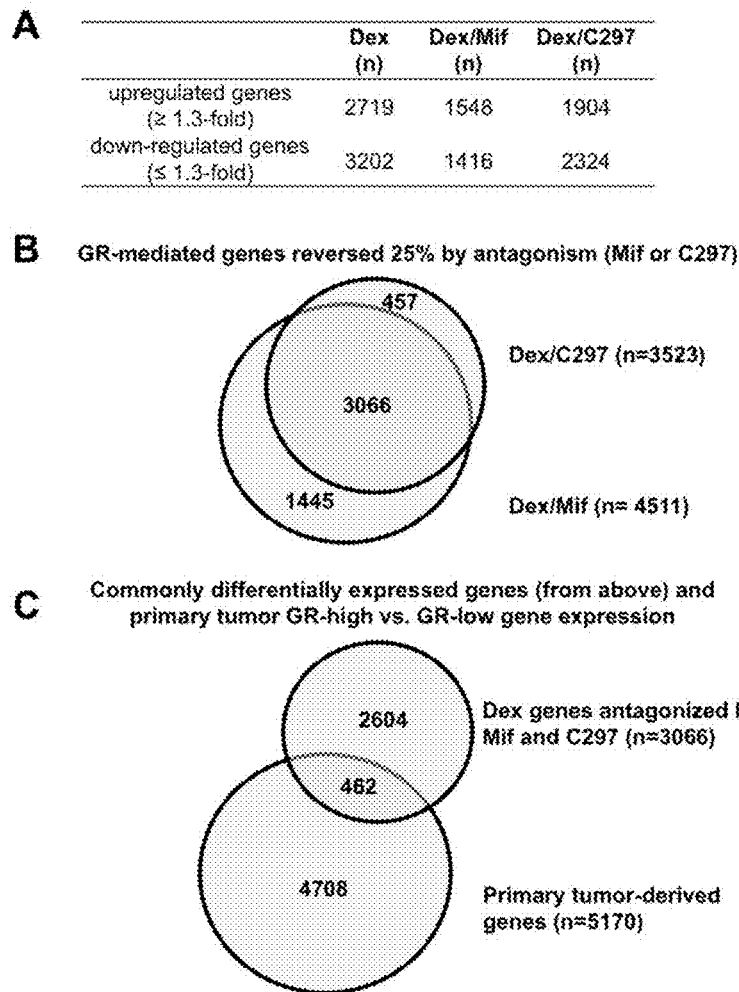 A
Dex Dex/Mif Dex/C297
(n) (n) (n)
upregulated genes
(≥ 1.3-fold) 2719 1548 1904
down-regulated genes
(≤ 1.3-fold) 3202 1416 2324
B GR-mediated genes reversed 25% by antagonism (Mif or C297)
457
Dex/C297 (n=3523)
3066
1445
Dex/Mif (n= 4511)
C Commonly differentially expressed genes (from above) and
primary tumor GR-high vs. GR-low gene expression
2604
Dex genes antagonized
Mif and C297 (n=3066)
462
4708
Primary tumor-derived
genes (n=5170)